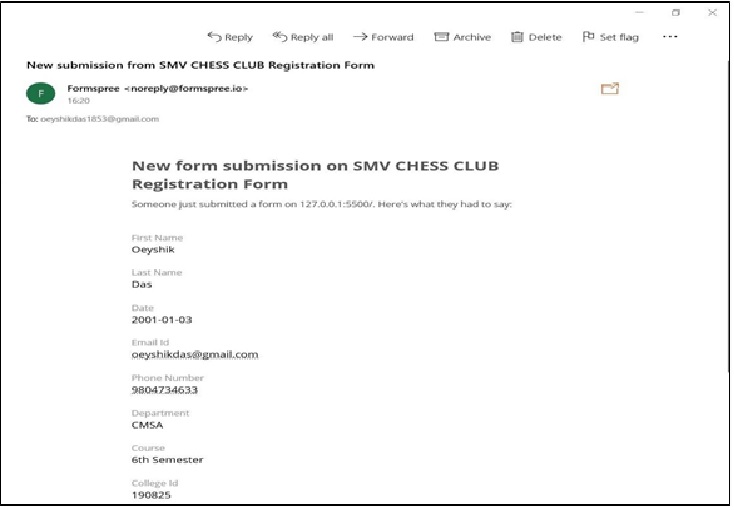 Reply Reply all Forward Archive Delete Set flag ...
New submission from SMV CHESS CLUB Registration Form
F
Formspree <noreply@formspree.io>
16:20
To: oeyshikdas1853@gmail.com
New form submission on SMV CHESS CLUB
Registration Form
Someone just submitted a form on 127.0.0.1:5500/. Here's what they had to say:
First Name
Oeyshik
Last Name
Das
Date
2001-01-03
Email Id
oeyshikdas@gmail.com
Phone Number
9804734633
Department
CMSA
Course
6th Semester
College Id
190825